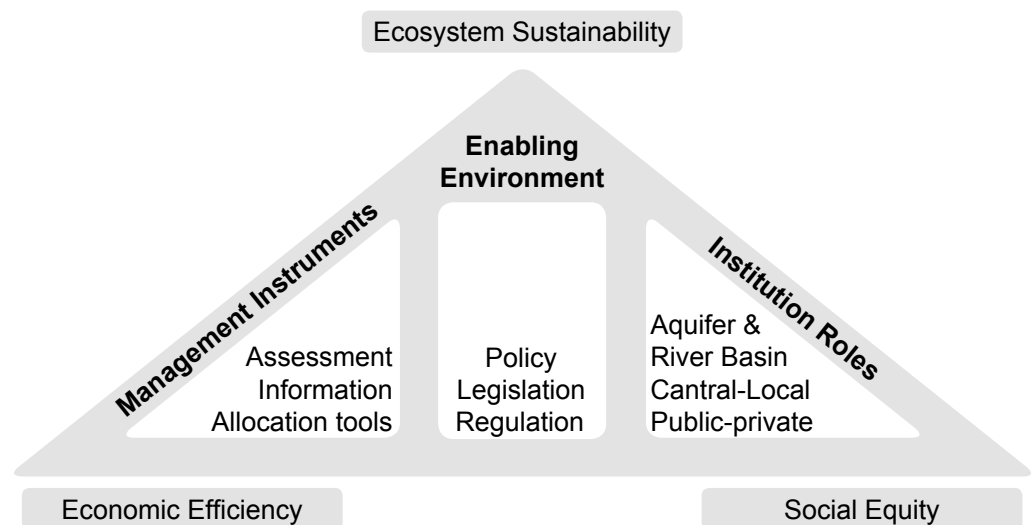 Ecosystem Sustainability
Enabling
Environment
Management Instruments
Assessment
Information
Allocation tools
Policy
Legislation
Regulation
Institution Roles
Aquifer &
River Basin
Cantral-Local
Public-private
Economic Efficiency
Social Equity